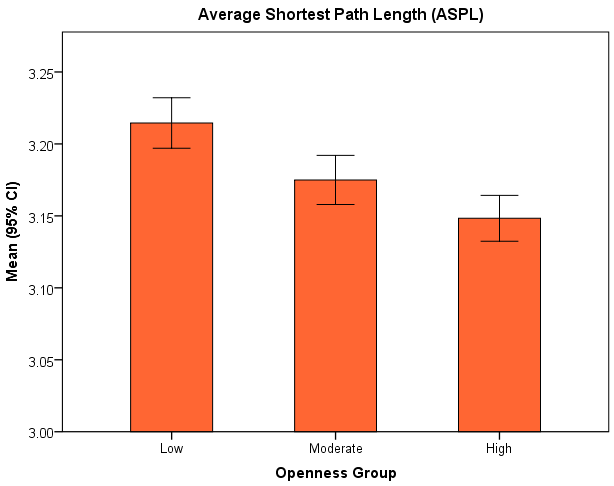 Average Shortest Path Length (ASPL)
Mean (95% CI)
3.25
3.20
3.15
3.10
3.05
3.00
Low Moderate High
Openness Group